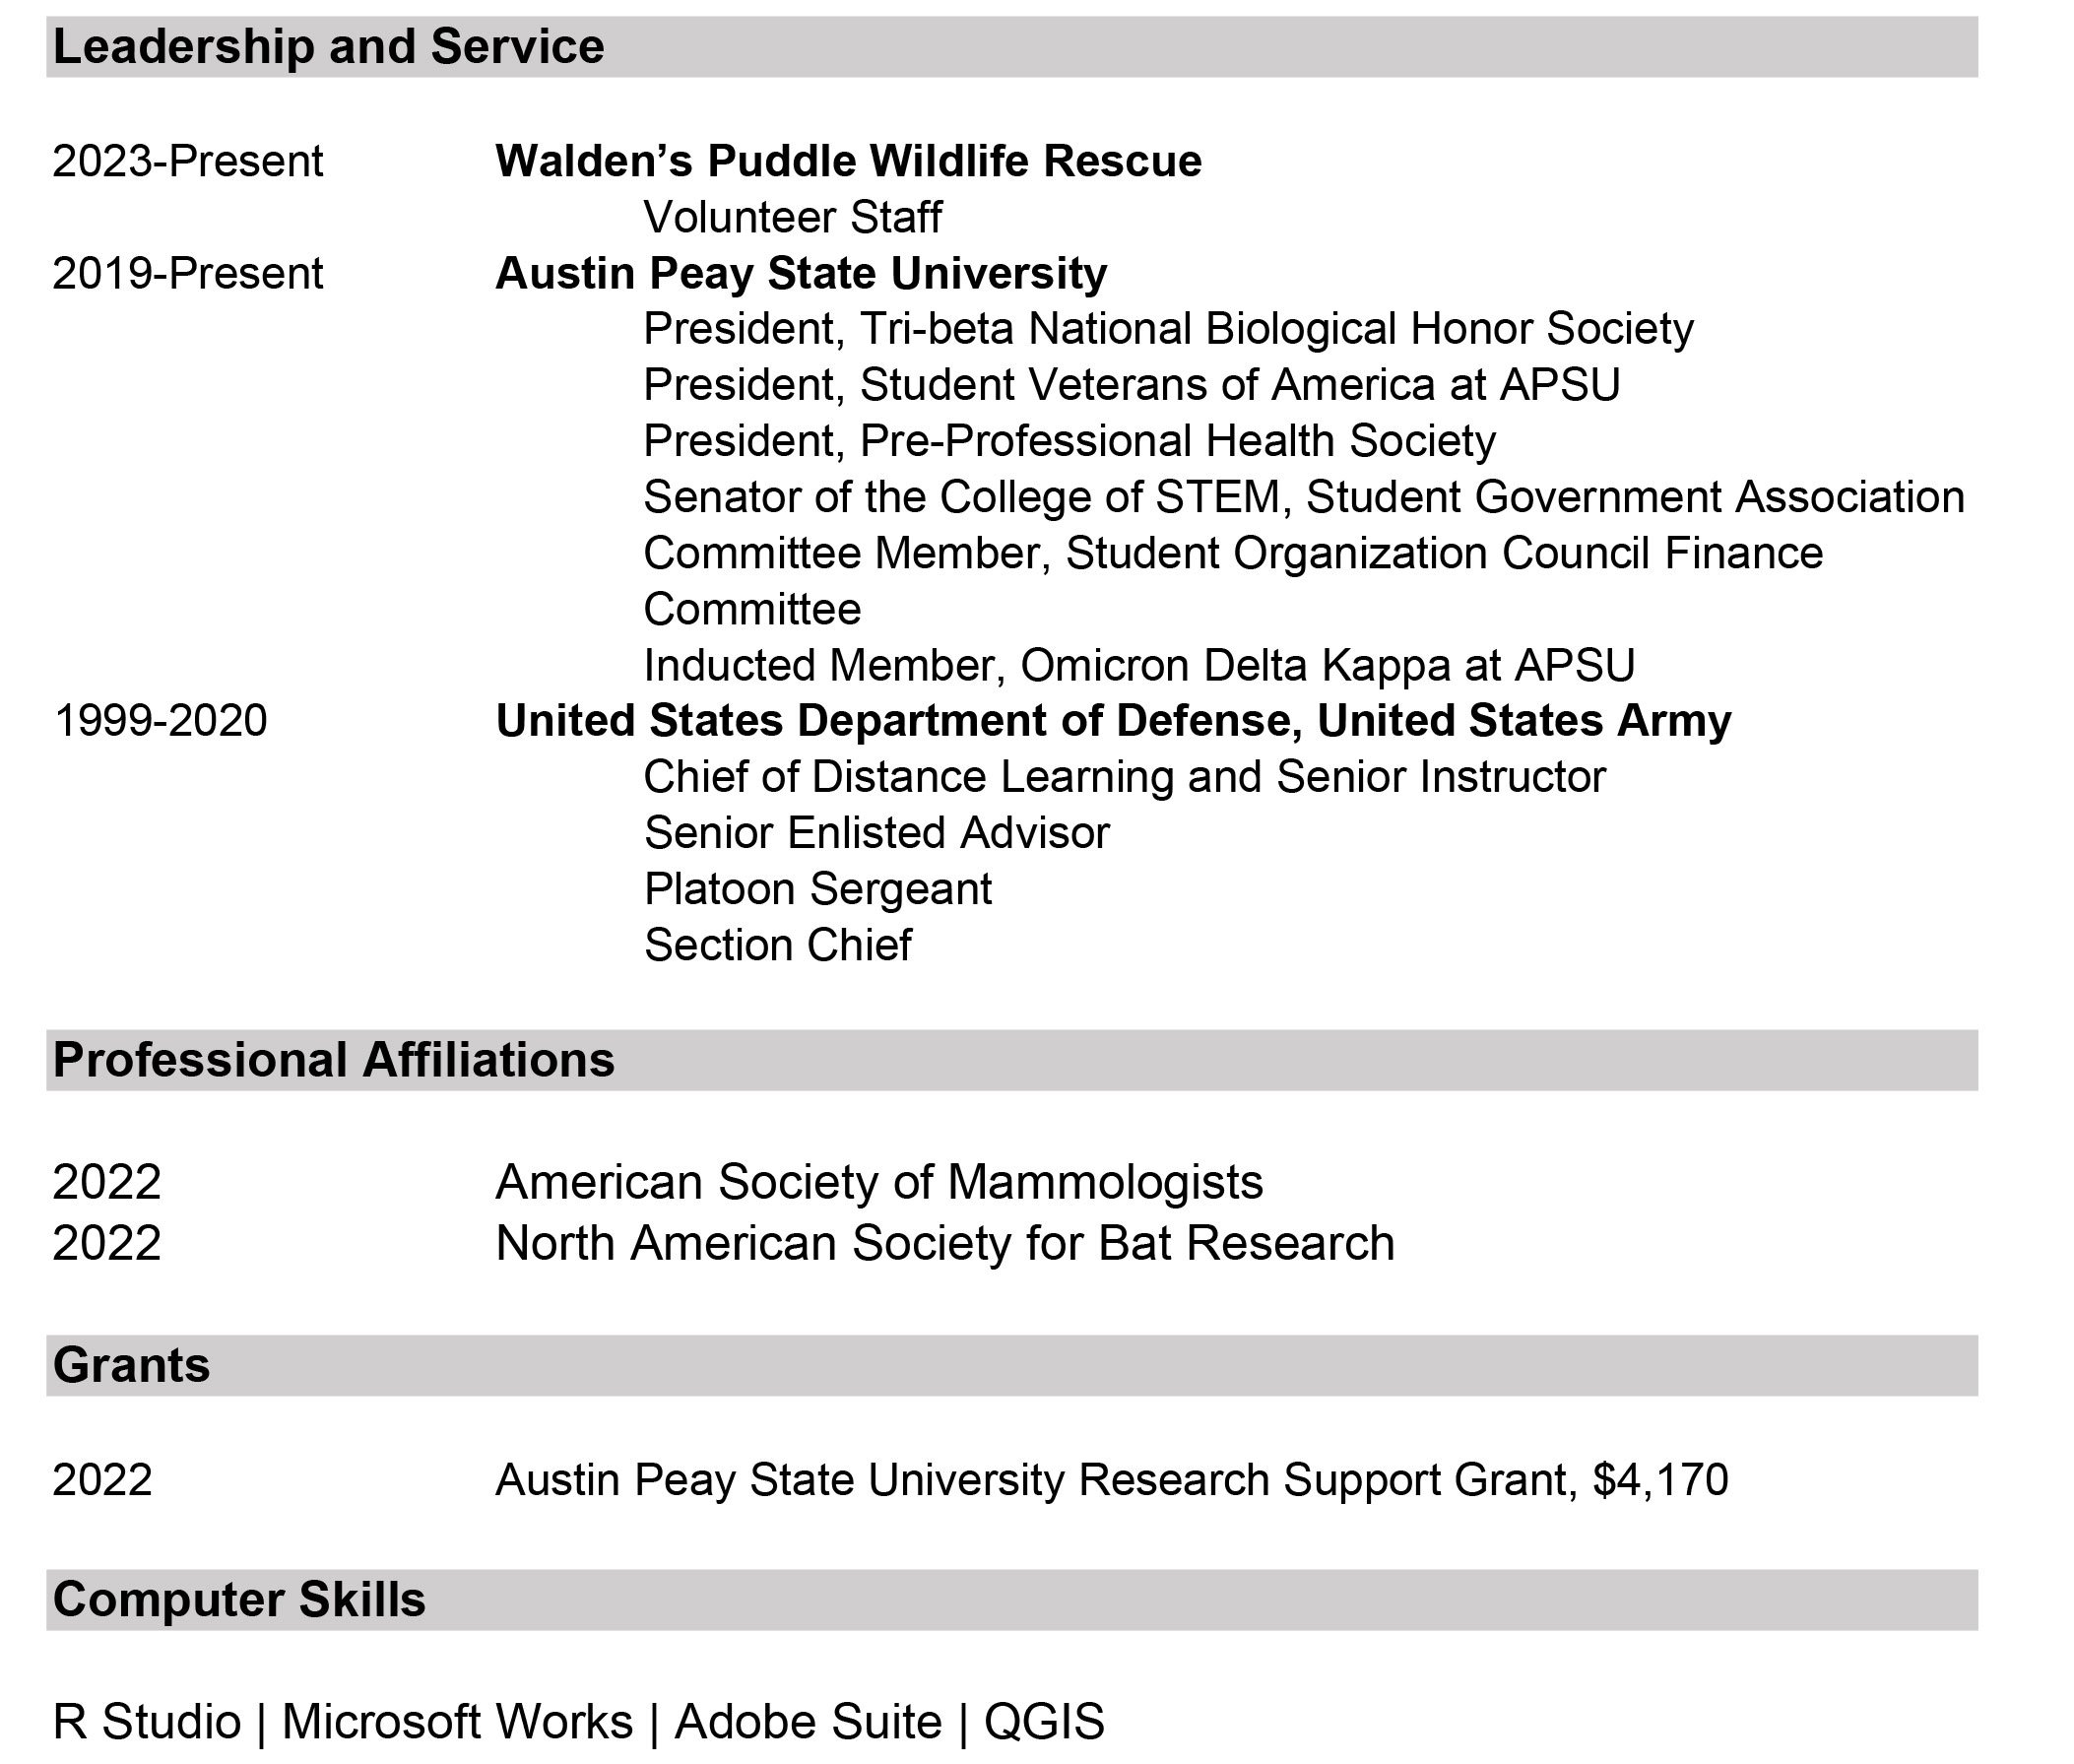 Leadership and Service
2023-Present Walden’s Puddle Wildlife Rescue
Volunteer Staff
2019-Present Austin Peay State University
President, Tri-beta National Biological Honor Society
President, Student Veterans of America at APSU
President, Pre-Professional Health Society
Senator of the College of STEM, Student Government Association
Committee Member, Student Organization Council Finance
Committee
Inducted Member, Omicron Delta Kappa at APSU
1999-2020 United States Department of Defense, United States Army
Chief of Distance Learning and Senior Instructor
Senior Enlisted Advisor
Platoon Sergeant
Section Chief
Professional Affiliations
2022 American Society of Mammologists
2022 North American Society for Bat Research
Grants
2022 Austin Peay State University Research Support Grant, $4,170
Computer Skills
R Studio | Microsoft Works | Adobe Suite | QGIS